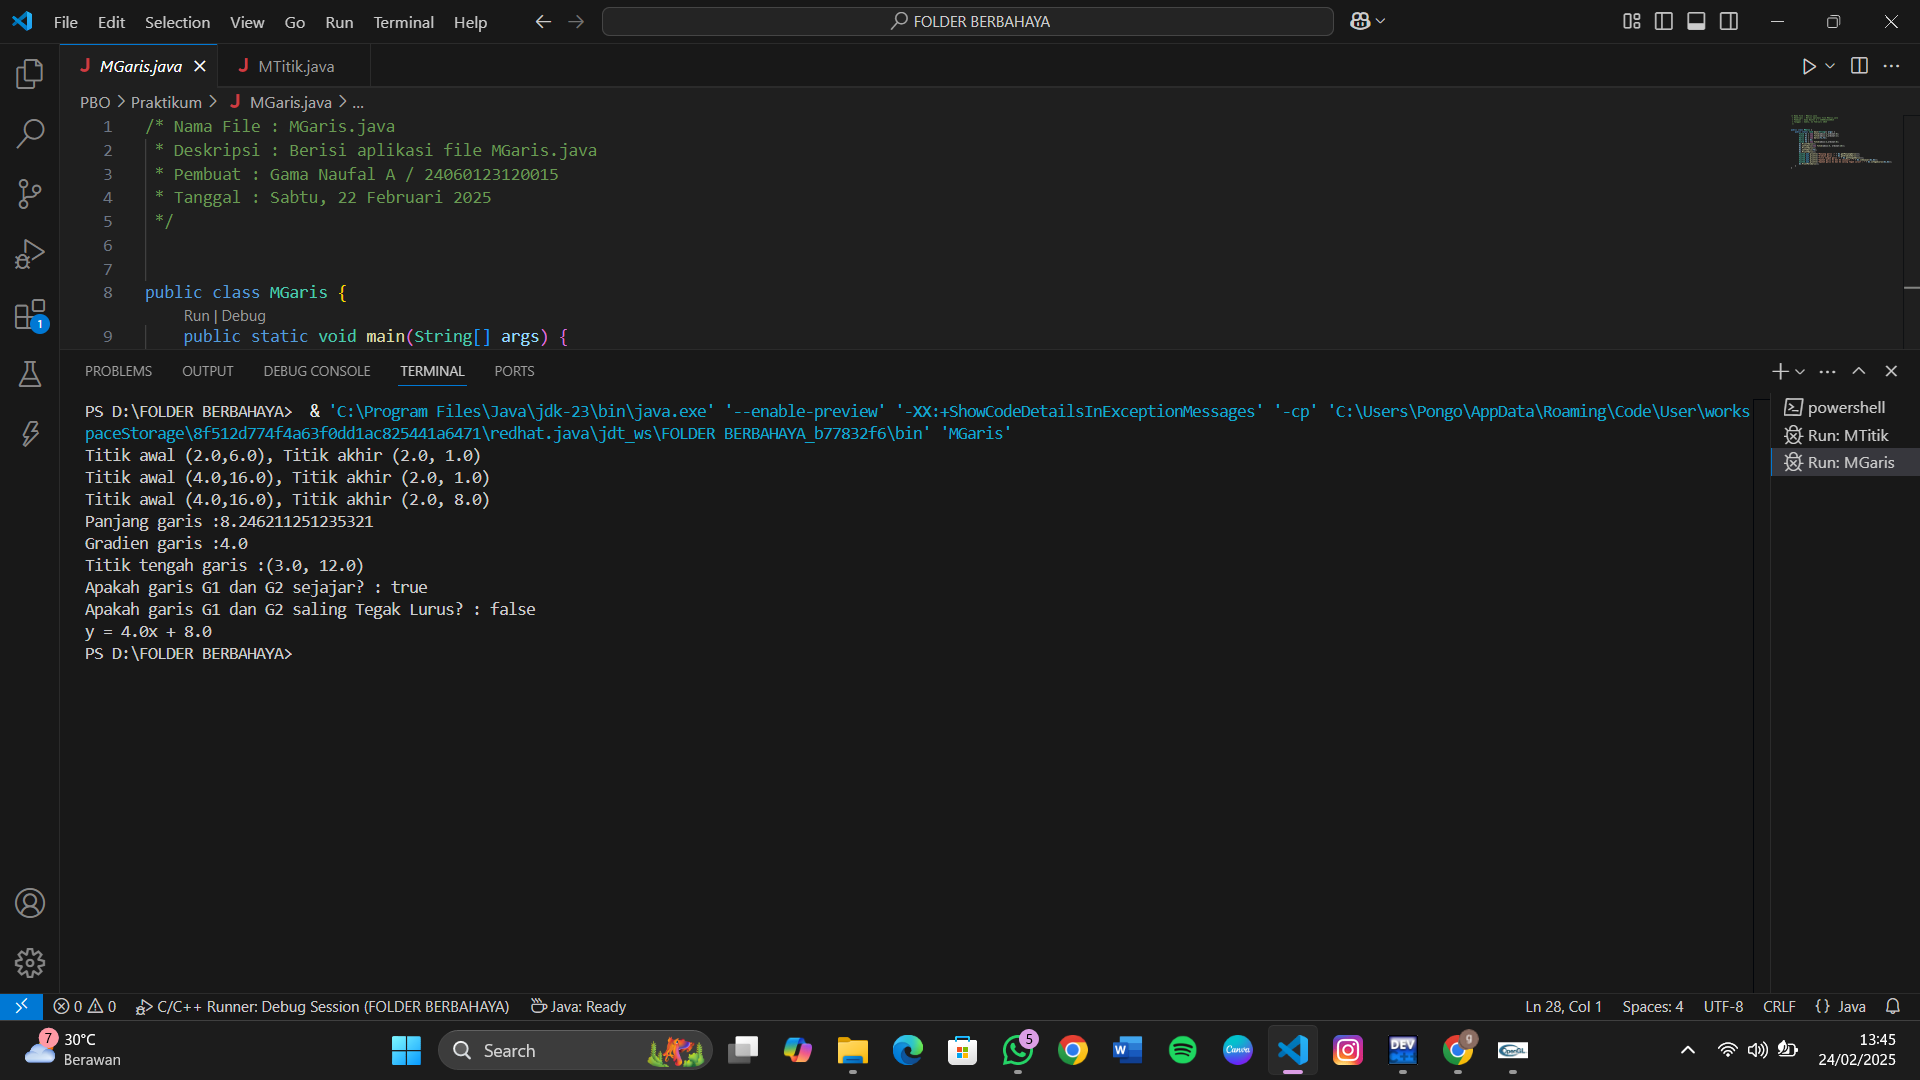 File Edit Selection View Go Run Terminal Help
FOLDER BERBAHAYA
MGaris.java
MTitik.java
PBO > Praktikum > MGaris.java > ...
1 /* Nama File : MGaris.java
2 * Deskripsi : Berisi aplikasi file MGaris.java
3 * Pembuat : Gama Naufal A / 24060123120015
4 * Tanggal : Sabtu, 22 Februari 2025
5 */
6
7
8 public class MGaris {
Run | Debug
9 public static void main(String[] args) {
1
PROBLEMS OUTPUT DEBUG CONSOLE TERMINAL PORTS
PS D:\FOLDER BERBAHAYA> & 'C:\Program Files\Java\jdk-23\bin\java.exe' '--enable-preview' '-XX:+ShowCodeDetailsInExceptionMessages' '-cp' 'C:\Users\Pongo\AppData\Roaming\Code\User\works
paceStorage\8f512d774f4a63f0dd1ac825441a6471\redhat.java\jdt_ws\FOLDER BERBAHAYA_b77832f6\bin' 'MGaris'
Titik awal (2.0,6.0), Titik akhir (2.0, 1.0)
Titik awal (4.0,16.0), Titik akhir (2.0, 1.0)
Titik awal (4.0,16.0), Titik akhir (2.0, 8.0)
Panjang garis :8.246211251235321
Gradien garis :4.0
Titik tengah garis :(3.0, 12.0)
Apakah garis G1 dan G2 sejajar? : true
Apakah garis G1 dan G2 saling Tegak Lurus? : false
y = 4.0x + 8.0
PS D:\FOLDER BERBAHAYA>
powershell
Run: MTitik
Run: MGaris
0 0 C/C++ Runner: Debug Session (FOLDER BERBAHAYA) Java: Ready
Ln 28, Col 1 Spaces: 4 UTF-8 CRLF {} Java
7
30°C
Berawan
Search
5
Canva
DEV
g
OpenGL
13:45
24/02/2025